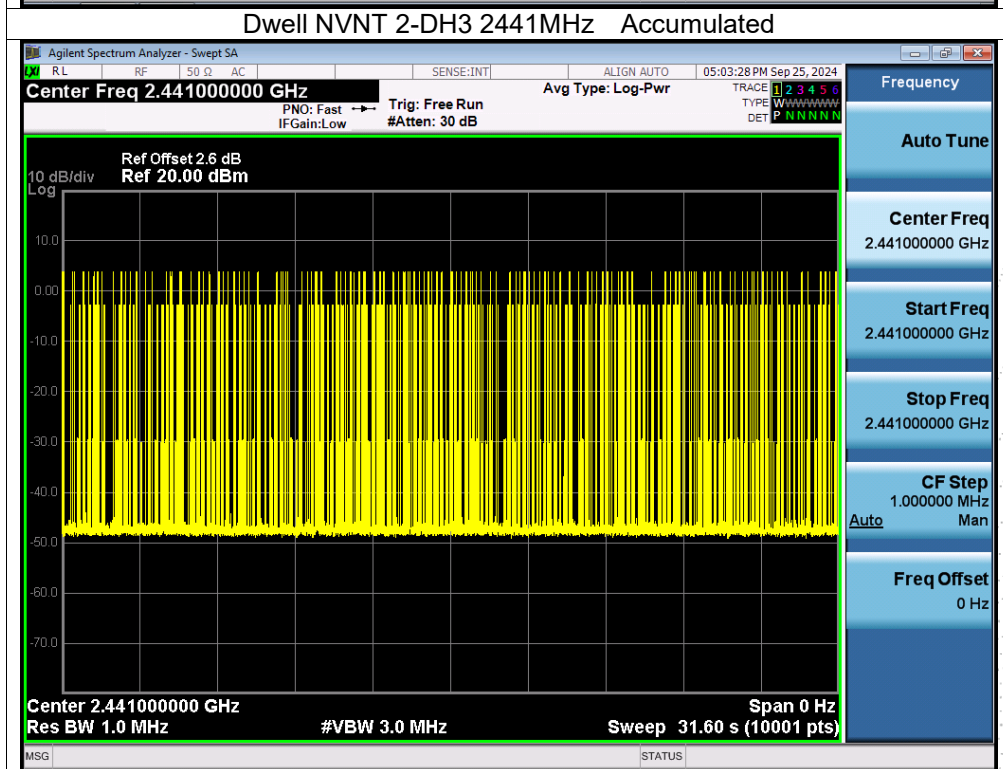 Dwell NVNT 2-DH3 2441MHz Accumulated
Agilent Spectrum Analyzer - Swept SA
LXI RL RF 50 Ω AC SENSE:INT ALIGN AUTO 05:03:28 PM Sep 25, 2024
Center Freq 2.441000000 GHz
PNO: Fast
IFGain:Low
Trig: Free Run
#Atten: 30 dB
Avg Type: Log-Pwr
TRACE 1 2 3 4 5 6
TYPE WWWWWWW
DET P N N N N N
Ref Offset 2.6 dB
10 dB/div Ref 20.00 dBm
Log
10.0
0.00
-10.0
-20.0
-30.0
-40.0
-50.0
-60.0
-70.0
Center 2.441000000 GHz Span 0 Hz
Res BW 1.0 MHz #VBW 3.0 MHz Sweep 31.60 s (10001 pts)
Frequency
Auto Tune
Center Freq
2.441000000 GHz
Start Freq
2.441000000 GHz
Stop Freq
2.441000000 GHz
CF Step
1.000000 MHz
Auto Man
Freq Offset
0 Hz
MSG STATUS